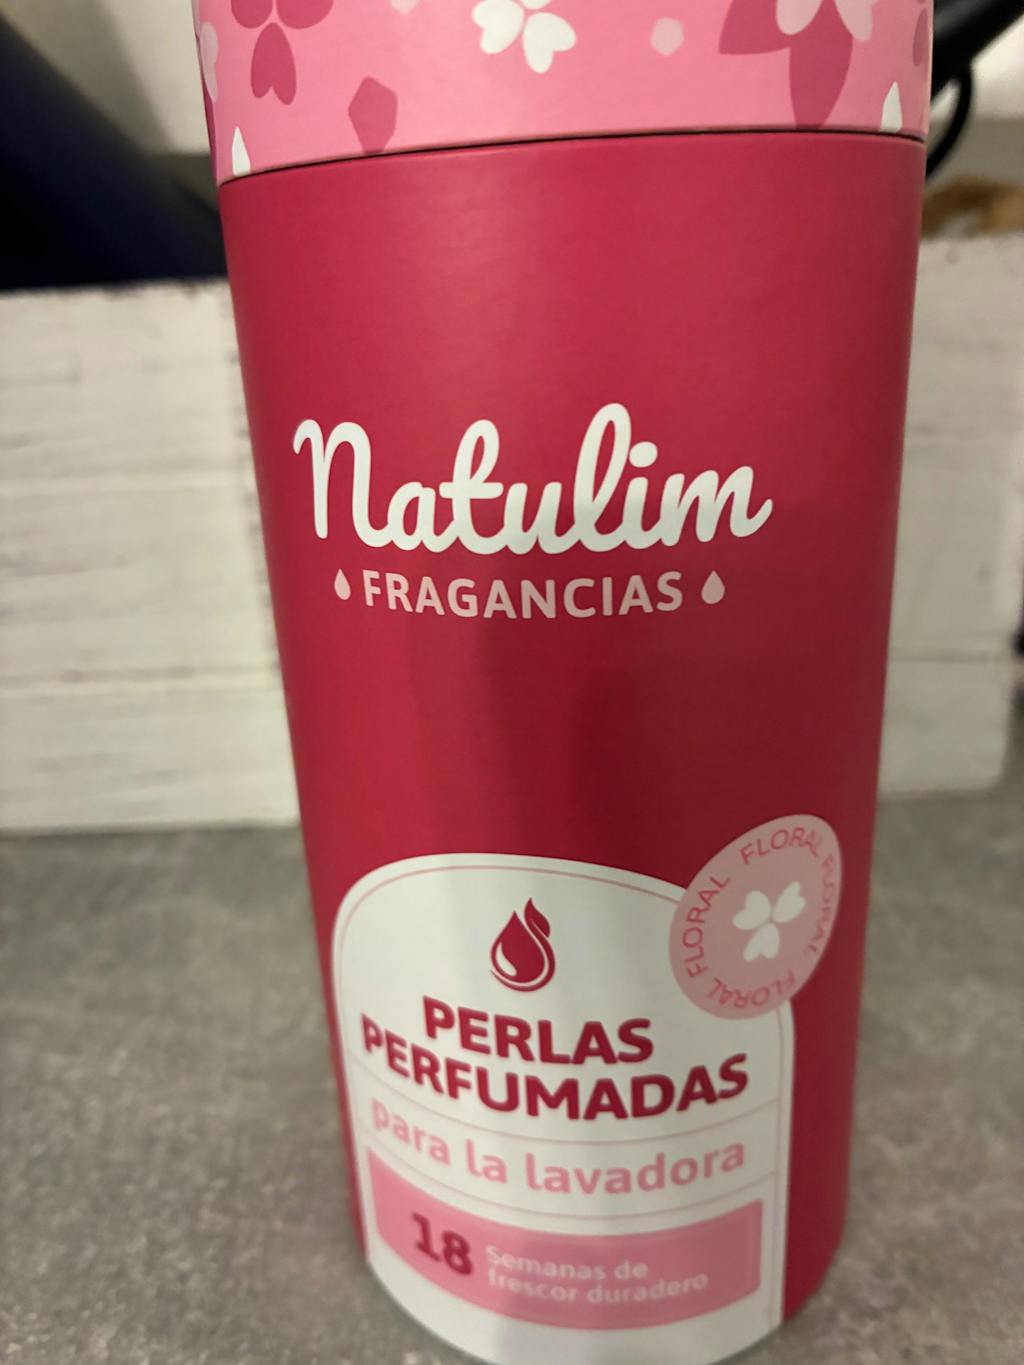 Natulim
FRAGANCIAS
FLORAL FLORAL FLORAL FLORAL
PERLAS
PERFUMADAS
para la lavadora
18
Semanas de
frescor duradero